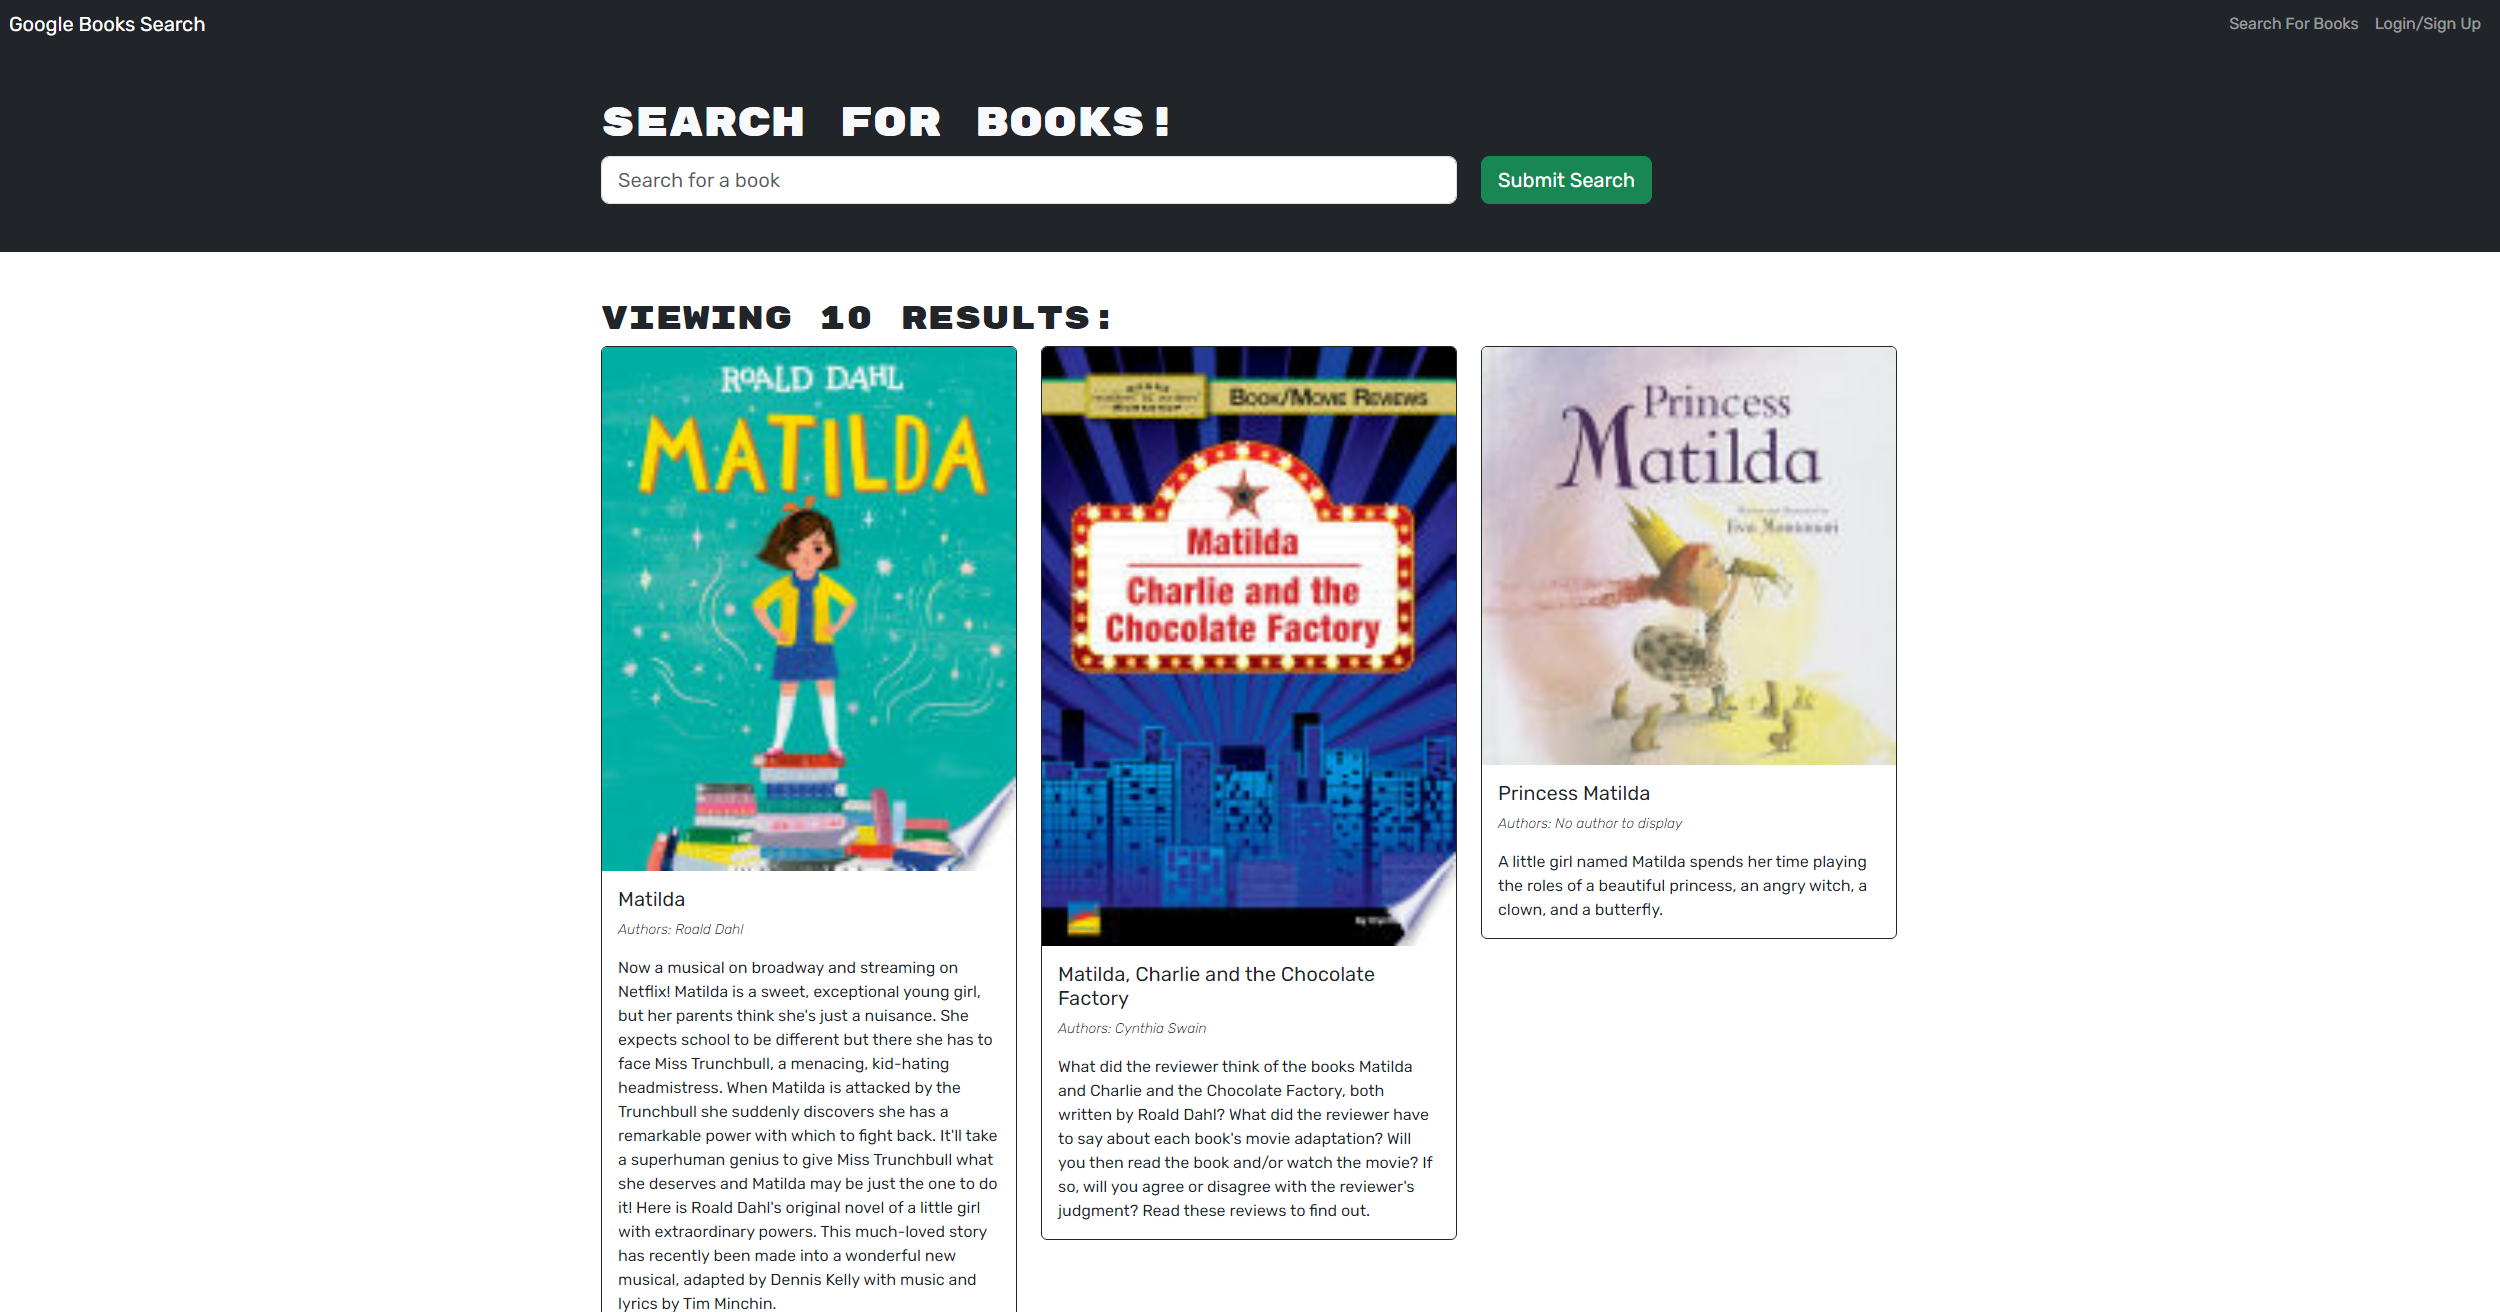 Google Books Search
Search For Books
Login/Sign Up
SEARCH FOR BOOKS!
Search for a book
Submit Search
VIEWING 10 RESULTS:
ROALD DAHL
MATILDA
Matilda
Authors: Roald Dahl
Now a musical on broadway and streaming on
Netflix! Matilda is a sweet, exceptional young girl,
but her parents think she's just a nuisance. She
expects school to be different but there she has to
face Miss Trunchbull, a menacing, kid-hating
headmistress. When Matilda is attacked by the
Trunchbull she suddenly discovers she has a
remarkable power with which to fight back. It'll take
a superhuman genius to give Miss Trunchbull what
she deserves and Matilda may be just the one to do
it! Here is Roald Dahl's original novel of a little girl
with extraordinary powers. This much-loved story
has recently been made into a wonderful new
musical, adapted by Dennis Kelly with music and
lyrics by Tim Minchin.
BOOK/MOVIE REVIEWS
Matilda
Charlie and the
Chocolate Factory
Matilda, Charlie and the Chocolate
Factory
Authors: Cynthia Swain
What did the reviewer think of the books Matilda
and Charlie and the Chocolate Factory, both
written by Roald Dahl? What did the reviewer have
to say about each book's movie adaptation? Will
you then read the book and/or watch the movie? If
so, will you agree or disagree with the reviewer's
judgment? Read these reviews to find out.
Princess
Matilda
Princess Matilda
Authors: No author to display
A little girl named Matilda spends her time playing
the roles of a beautiful princess, an angry witch, a
clown, and a butterfly.